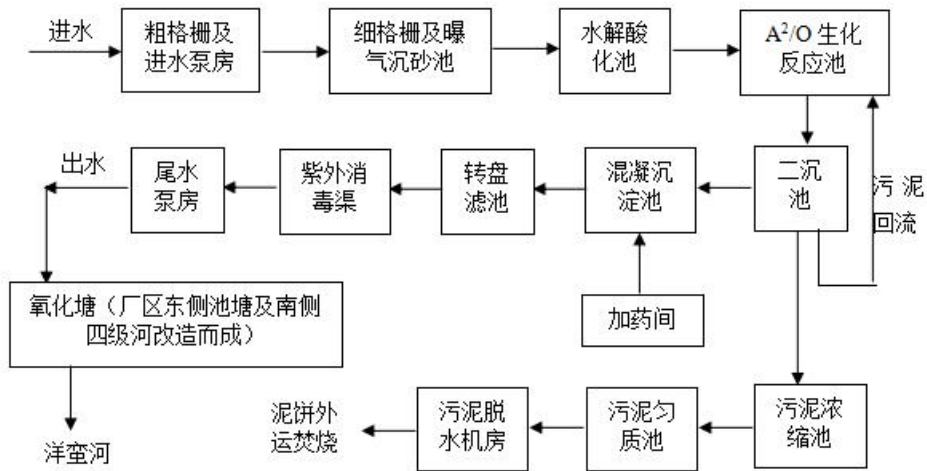 进水
粗格栅及
进水泵房
细格栅及曝
气沉砂池
水解酸
化池
A²/O 生化
反应池
出水
尾水
泵房
紫外消
毒渠
转盘
滤池
混凝沉
淀池
二沉
池
污 泥
回流
氧化塘（厂区东侧池塘及南侧
四级河改造而成）
加药间
洋蛮河
泥饼外
运焚烧
污泥脱
水机房
污泥匀
质池
污泥浓
缩池